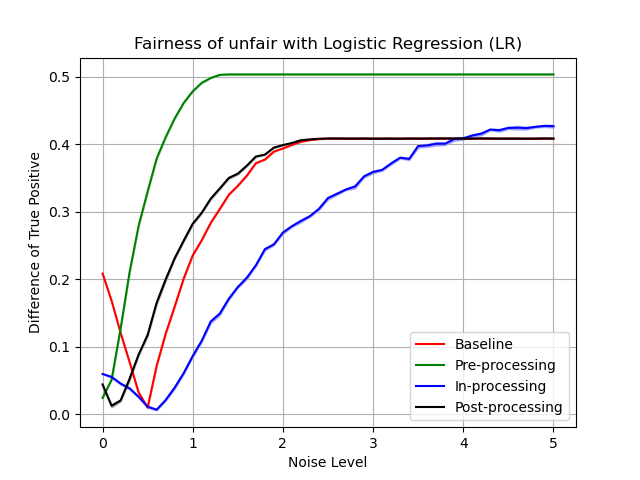 Fairness of unfair with Logistic Regression (LR)
Difference of True Positive
0.5
0.4
0.3
0.2
0.1
0.0
Baseline
Pre-processing
In-processing
Post-processing
0 1 2 3 4 5
Noise Level